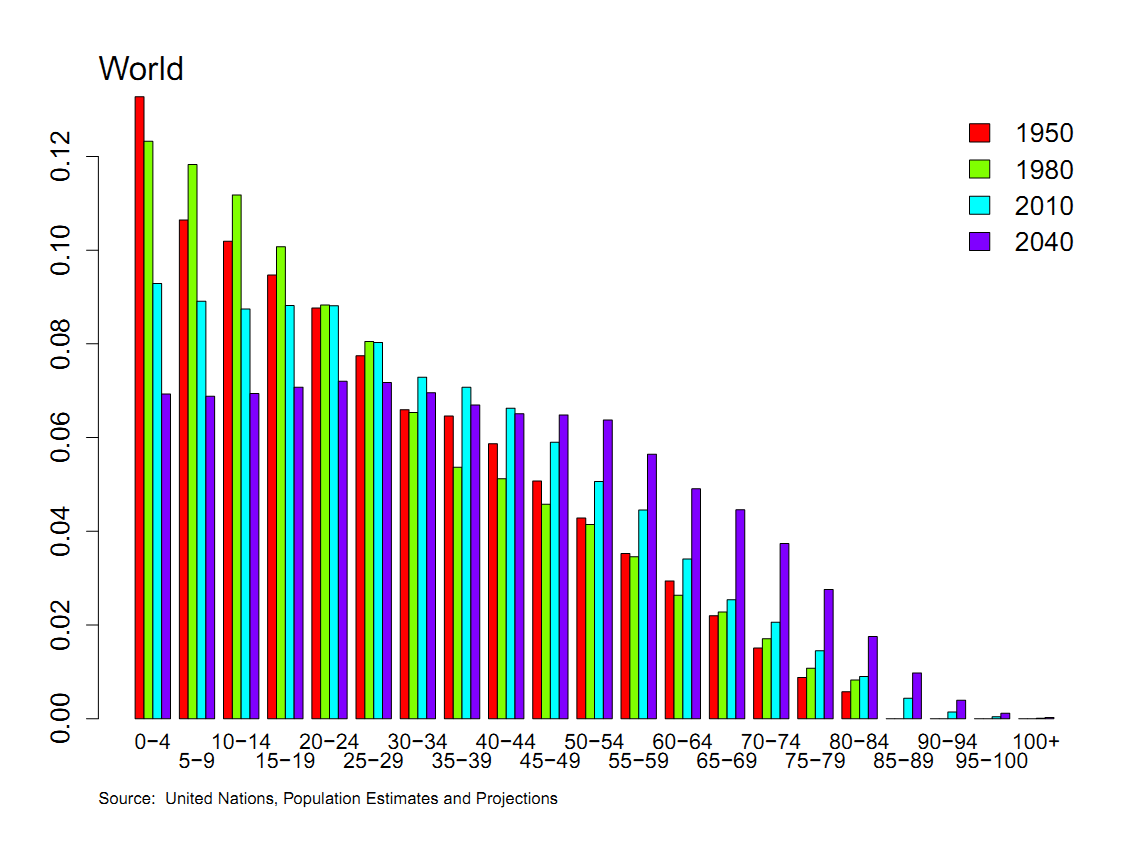 World
0.12
0.10
0.08
0.06
0.04
0.02
0.00
1950
1980
2010
2040
0−4 10−14 20−24 30−34 40−44 50−54 60−64 70−74 80−84 90−94 100+
5−9 15−19 25−29 35−39 45−49 55−59 65−69 75−79 85−89 95−100
Source:  United Nations, Population Estimates and Projections